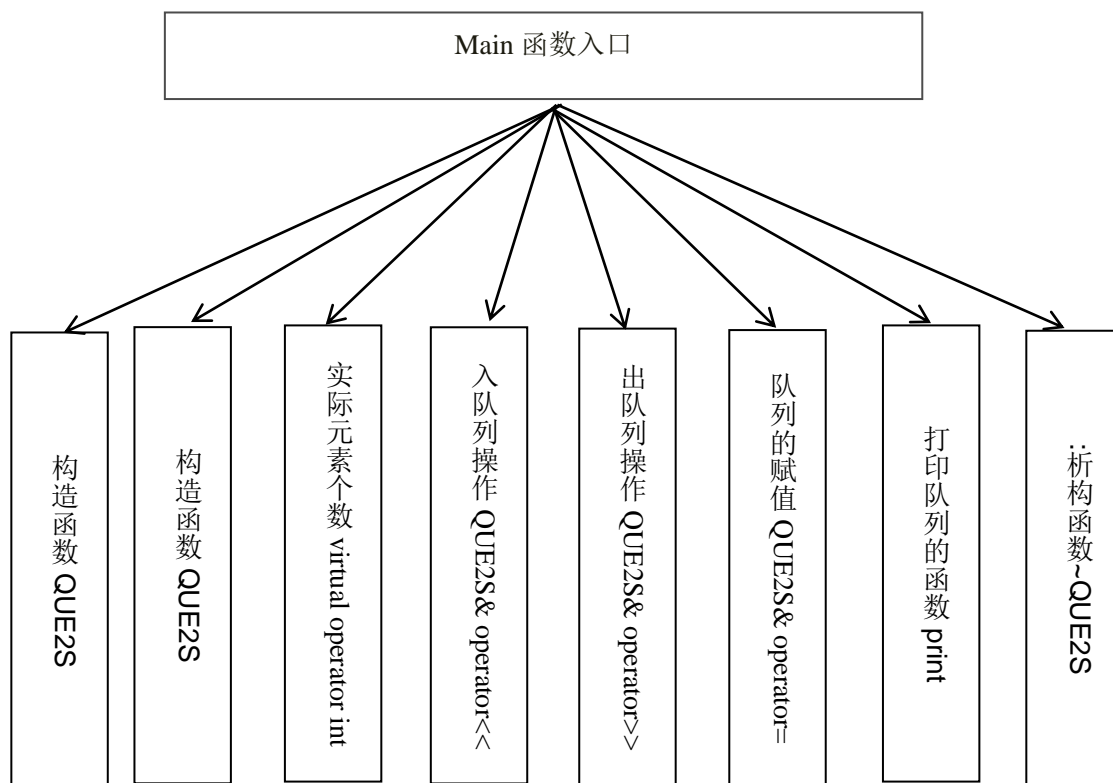 Main 函数入口
构造函数 QUE2S
构造函数 QUE2S
实际元素个数 virtual operator int
入队列操作 QUE2S& operator<<
出队列操作 QUE2S& operator>>
队列的赋值 QUE2S& operator=
打印队列的函数 print
:析构函数~QUE2S